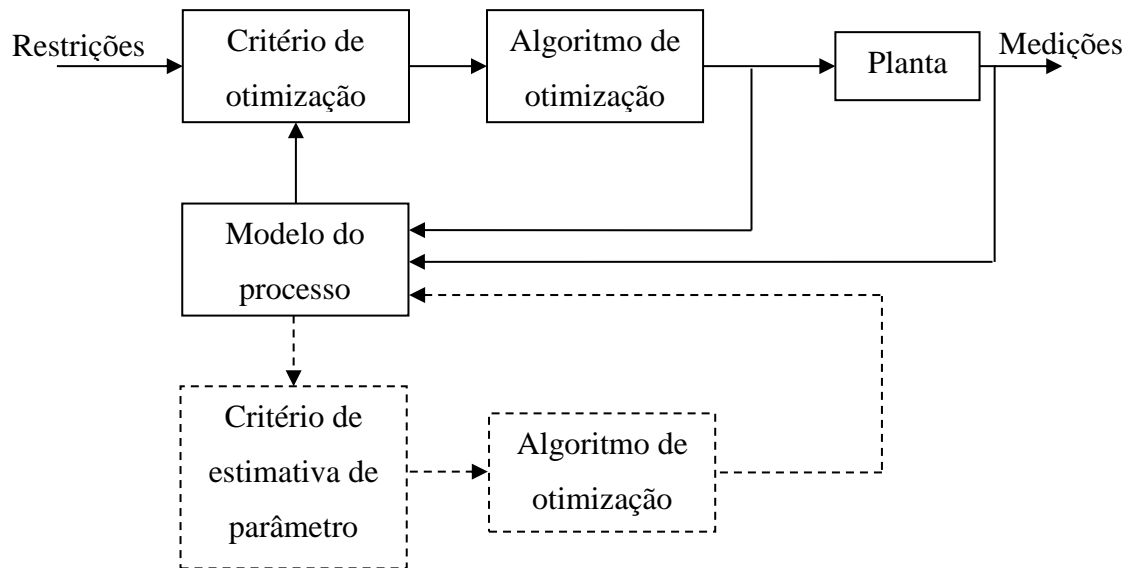 Restrições
Critério de
otimização
Algoritmo de
otimização
Planta
Medições
Modelo do
processo
Critério de
estimativa de
parâmetro
Algoritmo de
otimização